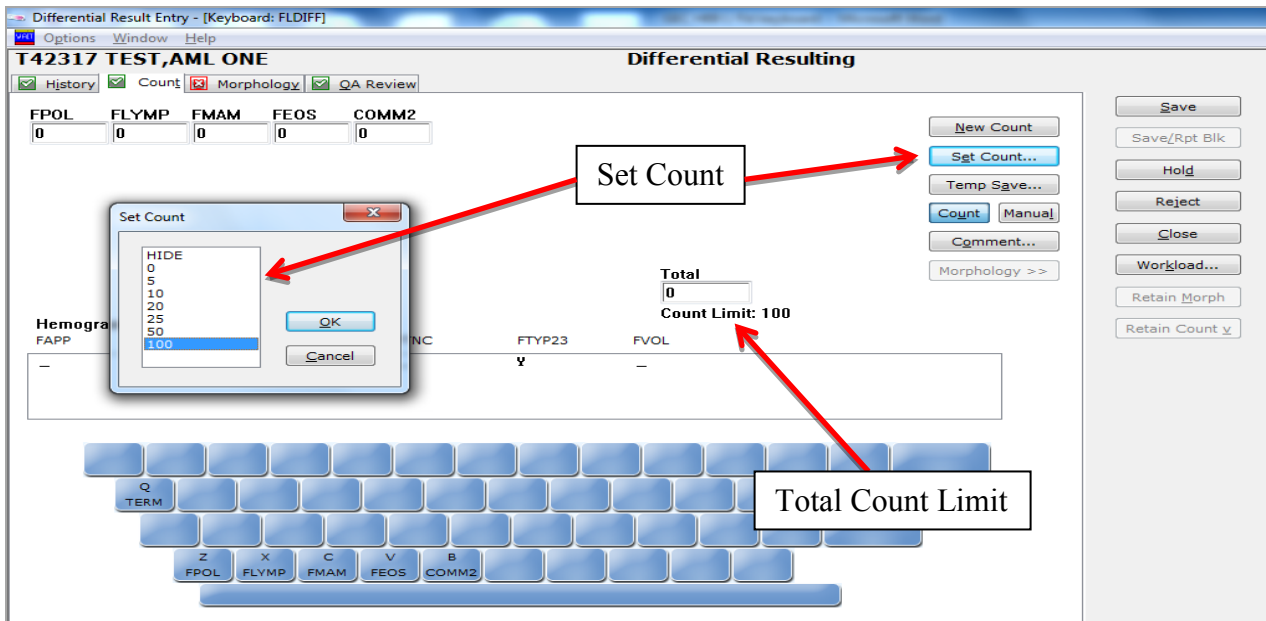 Differential Result Entry - [Keyboard: FLDIFF]
Options Window Help
T42317 TEST,AML ONE Differential Resulting
History Count Morphology QA Review
FPOL FLYMP FMAM FEOS COMM2
0 0 0 0 0
New Count
Set Count...
Temp Save...
Count Manual
Comment...
Morphology >>
Save
Save/Rpt Blk
Hold
Reject
Close
Workload...
Retain Morph
Retain Count v
Set Count
Set Count
HIDE
0
5
10
20
25
50
100
OK
Cancel
Total
0
Count Limit: 100
Hemogra
FAPP NC FTYP23 FVOL
_ Y _
Total Count Limit
Q
TERM
Z X C V B
FPOL FLYMP FMAM FEOS COMM2